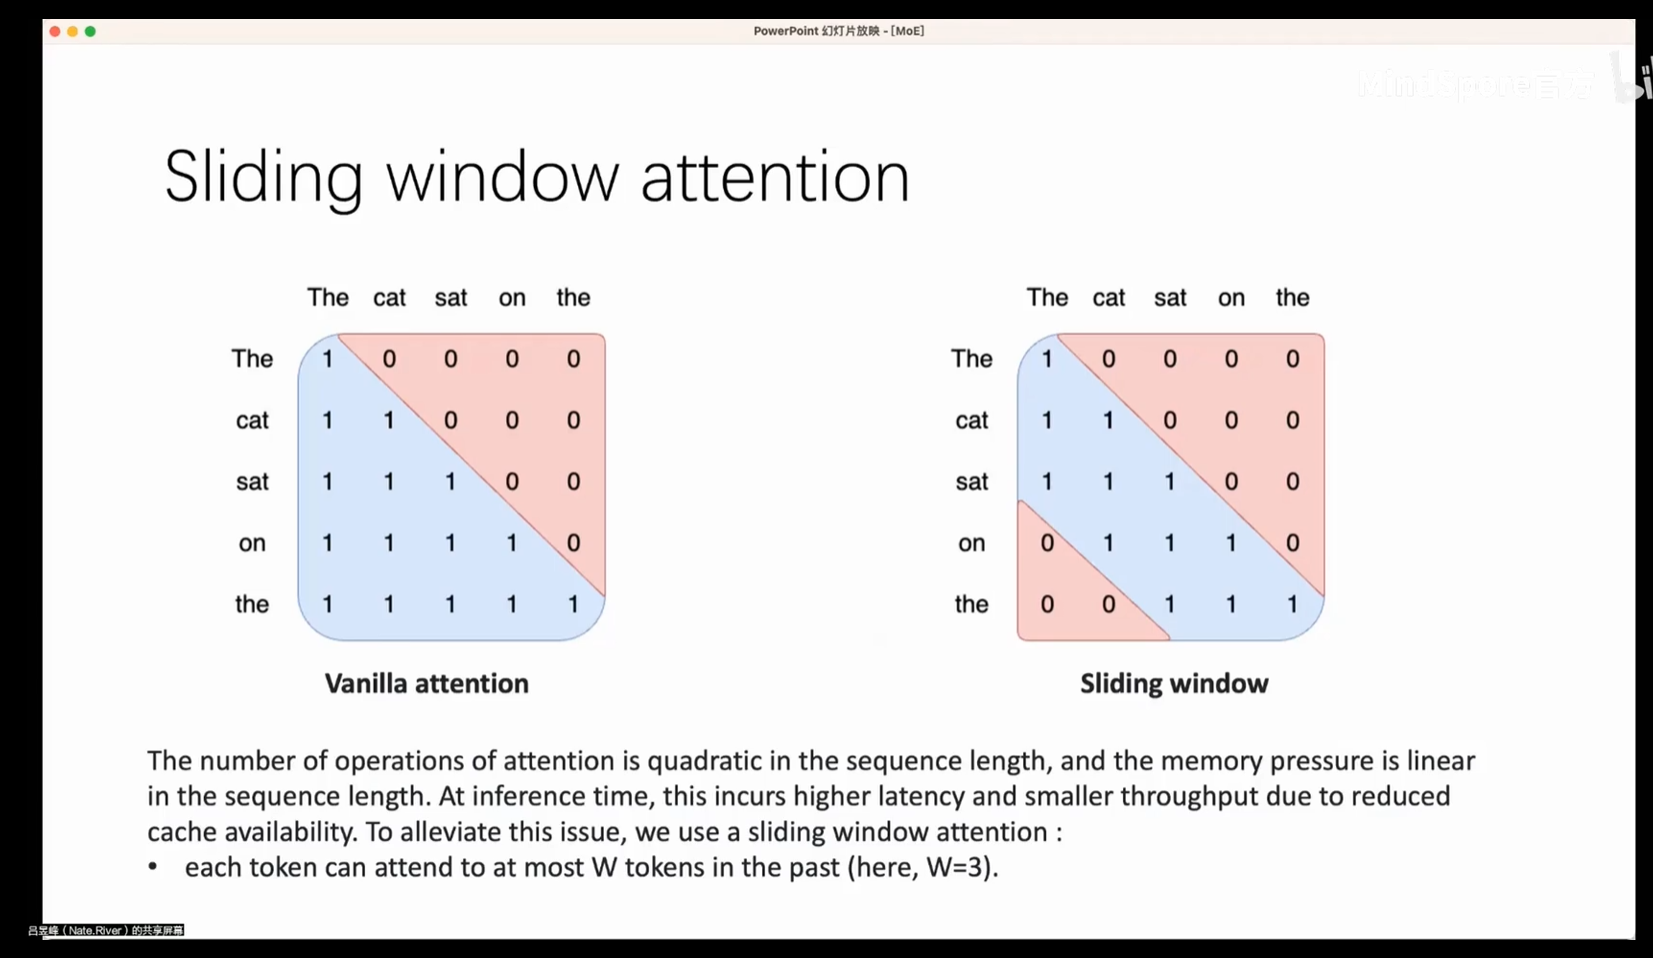 PowerPoint 幻灯片放映 - [MoE]
MindSpore官方
Sliding window attention
The cat sat on the
The 1 0 0 0 0
cat 1 1 0 0 0
sat 1 1 1 0 0
on 1 1 1 1 0
the 1 1 1 1 1
Vanilla attention
The cat sat on the
The 1 0 0 0 0
cat 1 1 0 0 0
sat 1 1 1 0 0
on 0 1 1 1 0
the 0 0 1 1 1
Sliding window
The number of operations of attention is quadratic in the sequence length, and the memory pressure is linear
in the sequence length. At inference time, this incurs higher latency and smaller throughput due to reduced
cache availability. To alleviate this issue, we use a sliding window attention :
• each token can attend to at most W tokens in the past (here, W=3).
吕昱峰（Nate.River）的共享屏幕